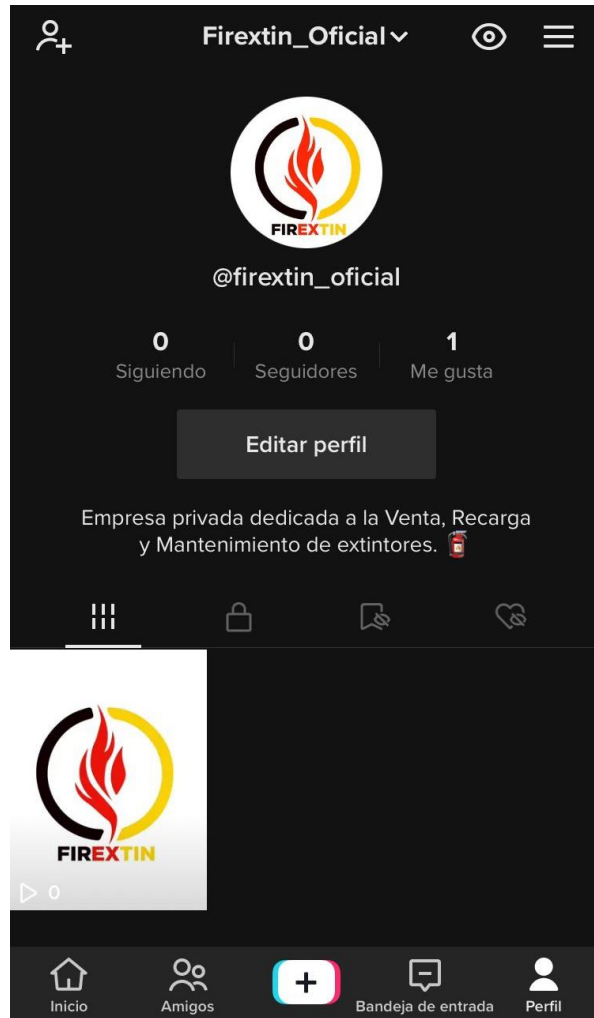 Firextin_Oficial
FIREXTIN
@firextin_oficial
0 0 1
Siguiendo Seguidores Me gusta
Editar perfil
Empresa privada dedicada a la Venta, Recarga
y Mantenimiento de extintores.
FIREXTIN
0
Inicio Amigos Bandeja de entrada Perfil